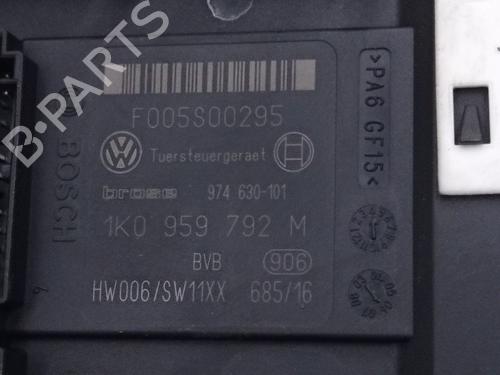 F005S00295
Tuersteuergeraet
brose 974 630-101
1K0 959 792 M
BVB 906
HW006/SW11XX 685/16
BOSCH
>PA6 GF15<
B-PARTS